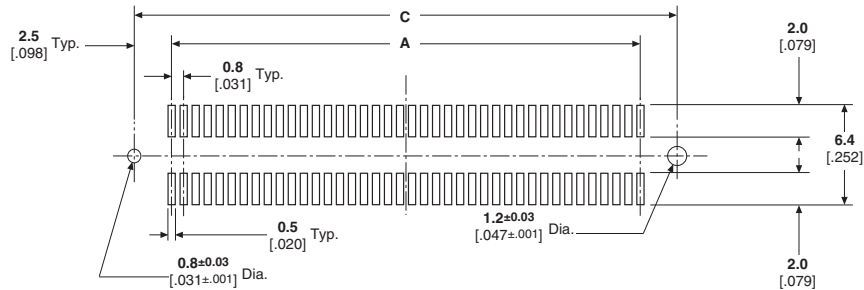 C
2.5
[.098] Typ.
A
2.0
[.079]
0.8
[.031] Typ.
6.4
[.252]
0.5
[.020] Typ.
1.2±0.03
[.047±.001] Dia.
0.8±0.03
[.031±.001] Dia.
2.0
[.079]